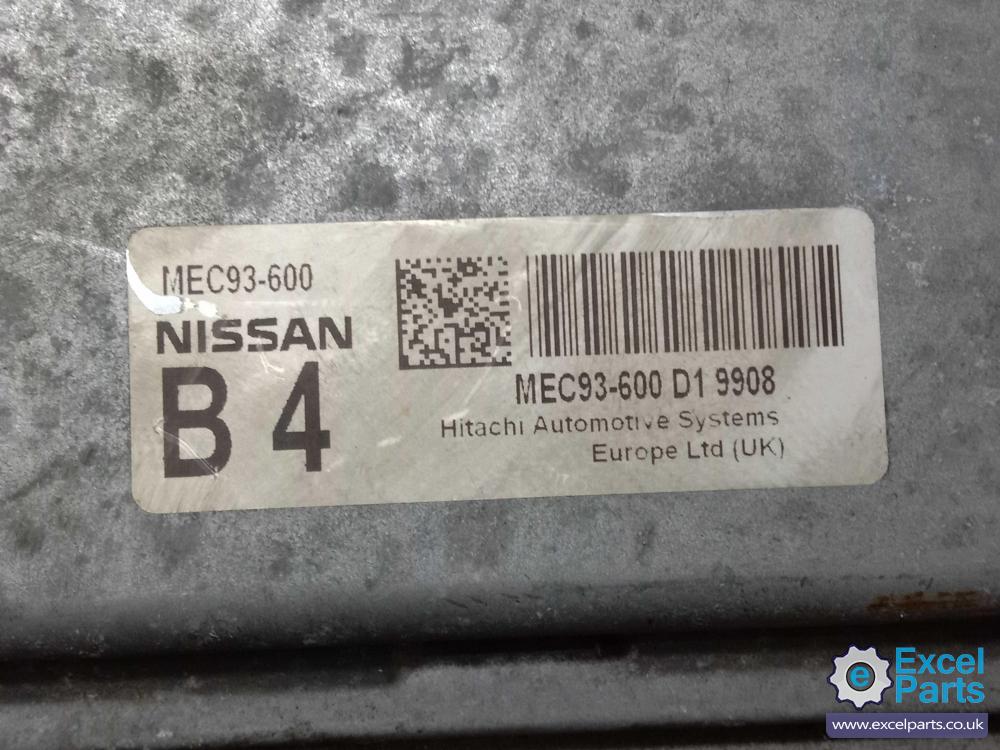 MEC93-600
NISSAN
B 4
MEC93-600 D1 9908
Hitachi Automotive Systems
Europe Ltd (UK)
e Excel
Parts
www.excelparts.co.uk